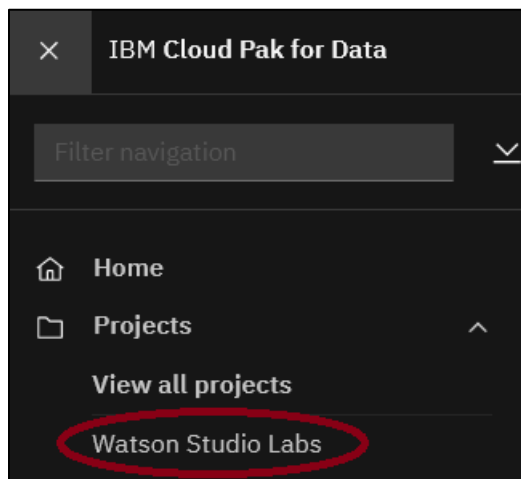 IBM Cloud Pak for Data
Filter navigation
Home
Projects
View all projects
Watson Studio Labs